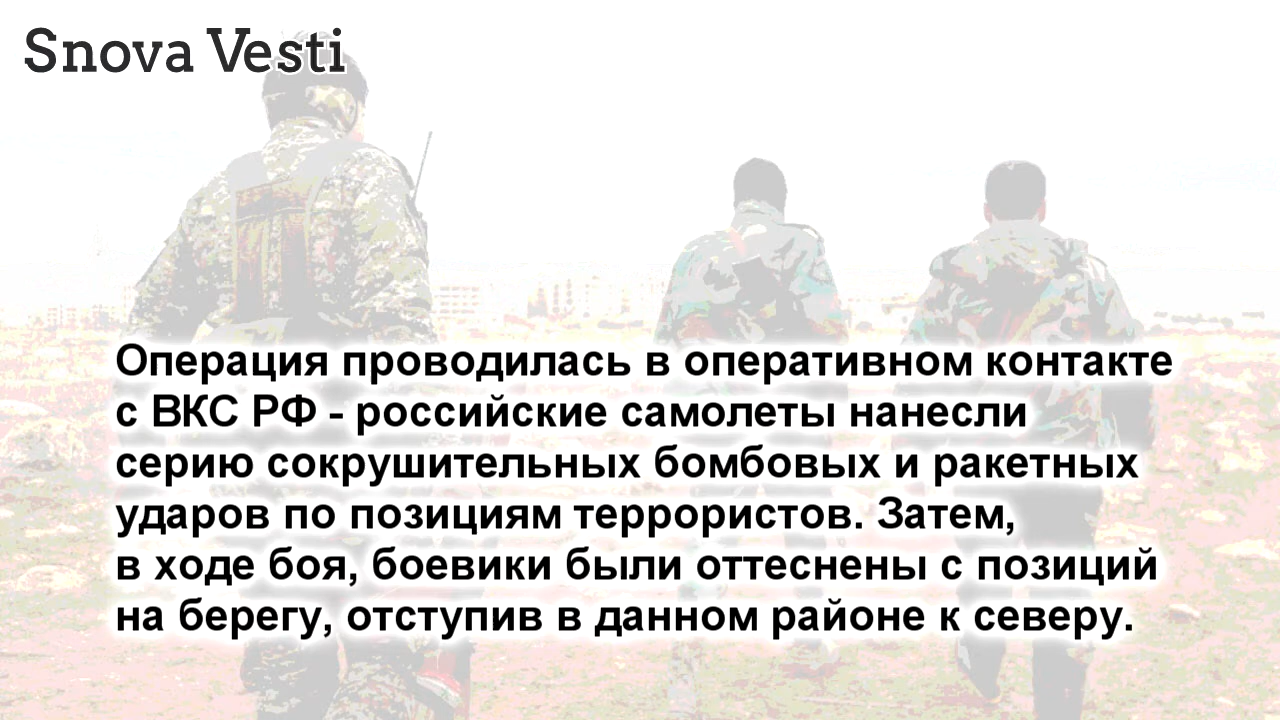 Snova Vesti
Операция проводилась в оперативном контакте
с ВКС РФ - российские самолеты нанесли
серию сокрушительных бомбовых и ракетных
ударов по позициям террористов. Затем,
в ходе боя, боевики были оттеснены с позиций
на берегу, отступив в данном районе к северу.